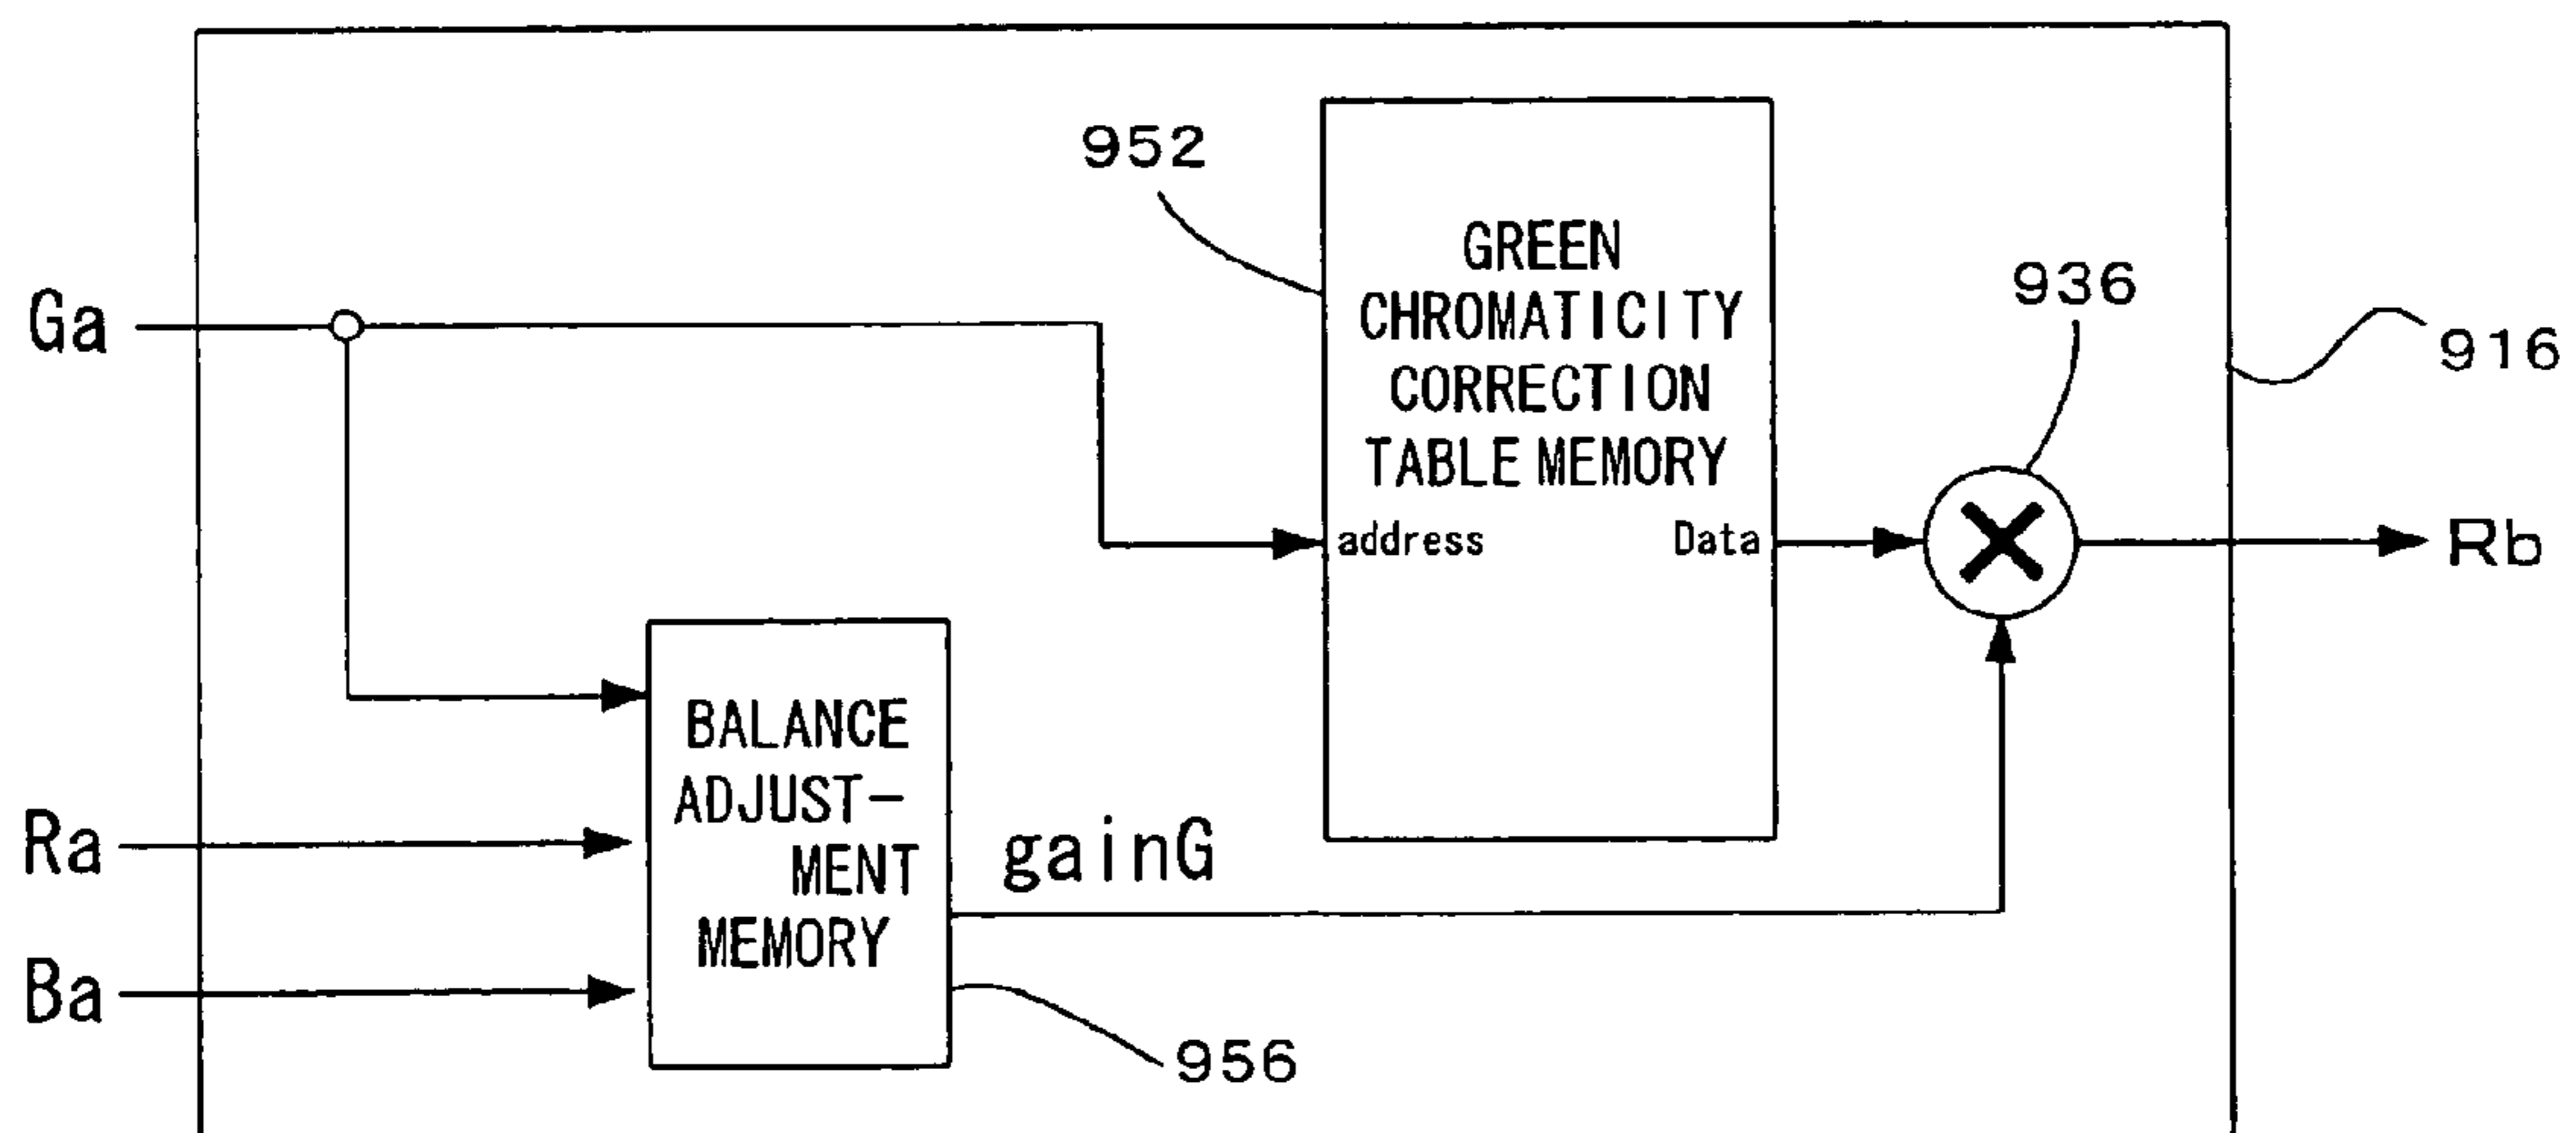 952
GREEN
CHROMATICITY
CORRECTION
TABLE MEMORY
address
Data
936
916
Ga
Rb
BALANCE
ADJUST-
MENT
MEMORY
gainG
Ra
Ba
956